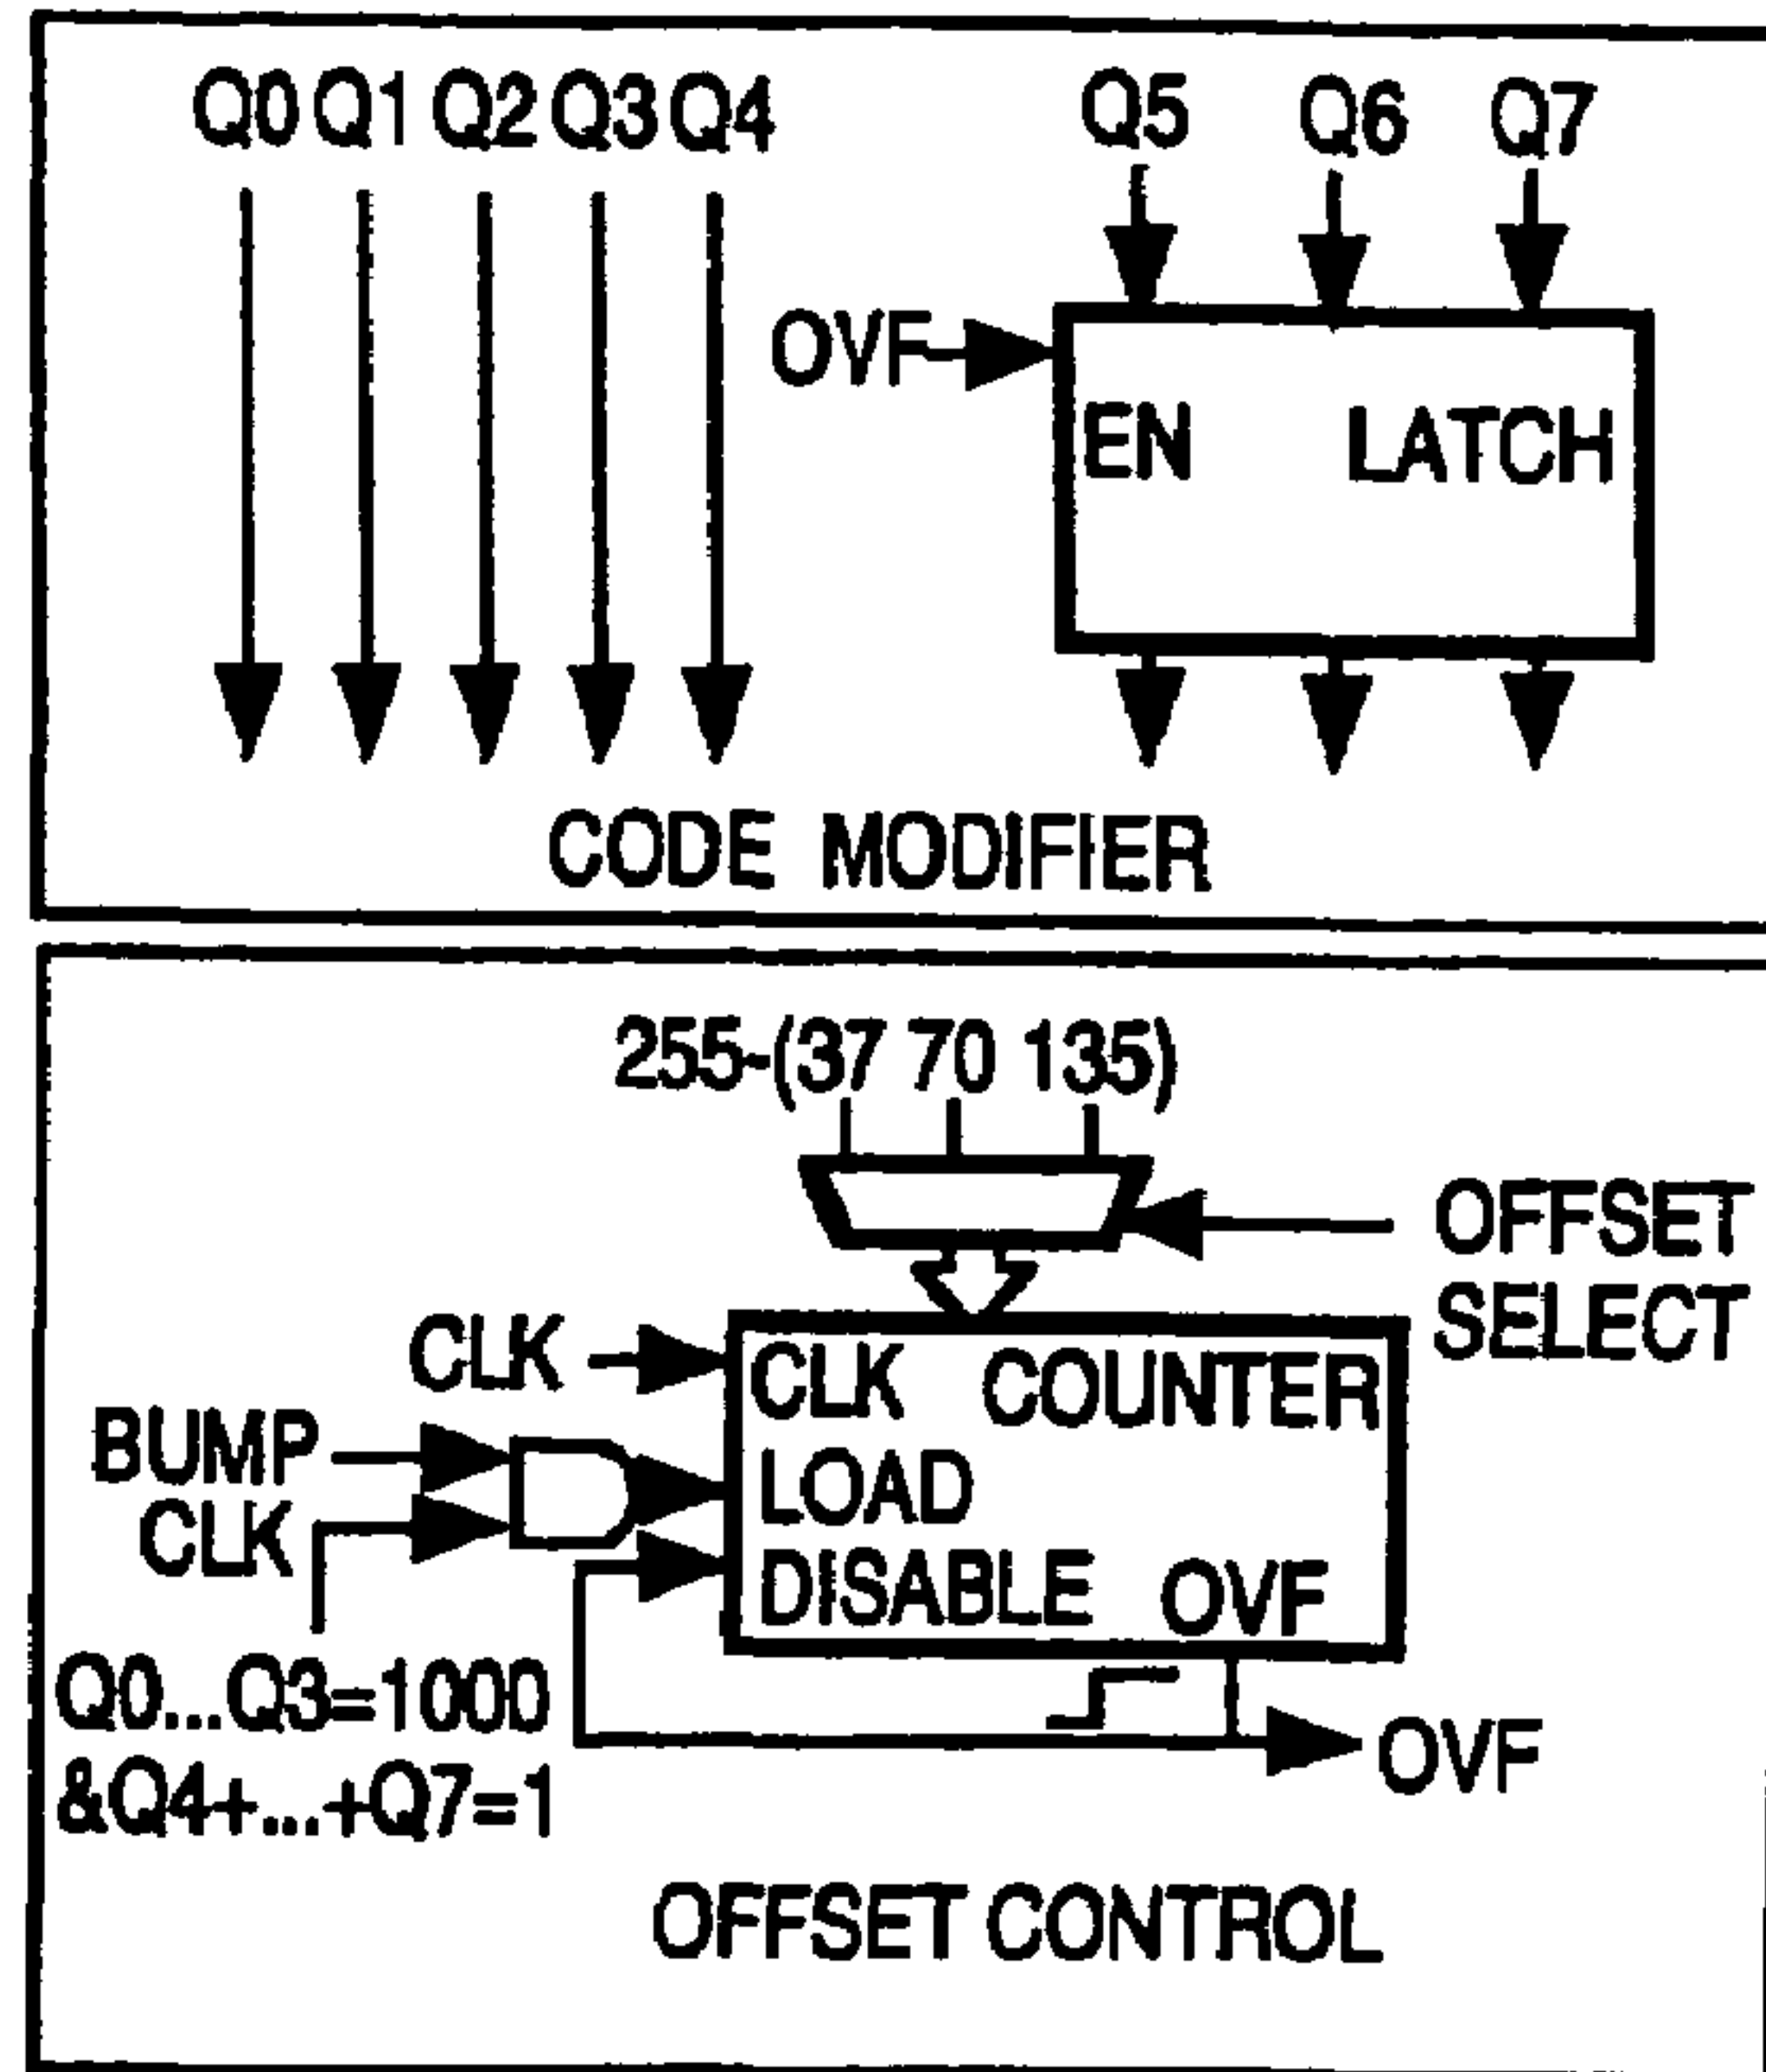 Q0 Q1 Q2 Q3 Q4 Q5 Q6 Q7
OVF
EN LATCH
CODE MODIFIER
255-(37 70 135)
OFFSET
SELECT
CLK
CLK COUNTER
BUMP
CLK
LOAD
DISABLE OVF
Q0...Q3=1000
&Q4+...+Q7=1
OVF
OFFSET CONTROL